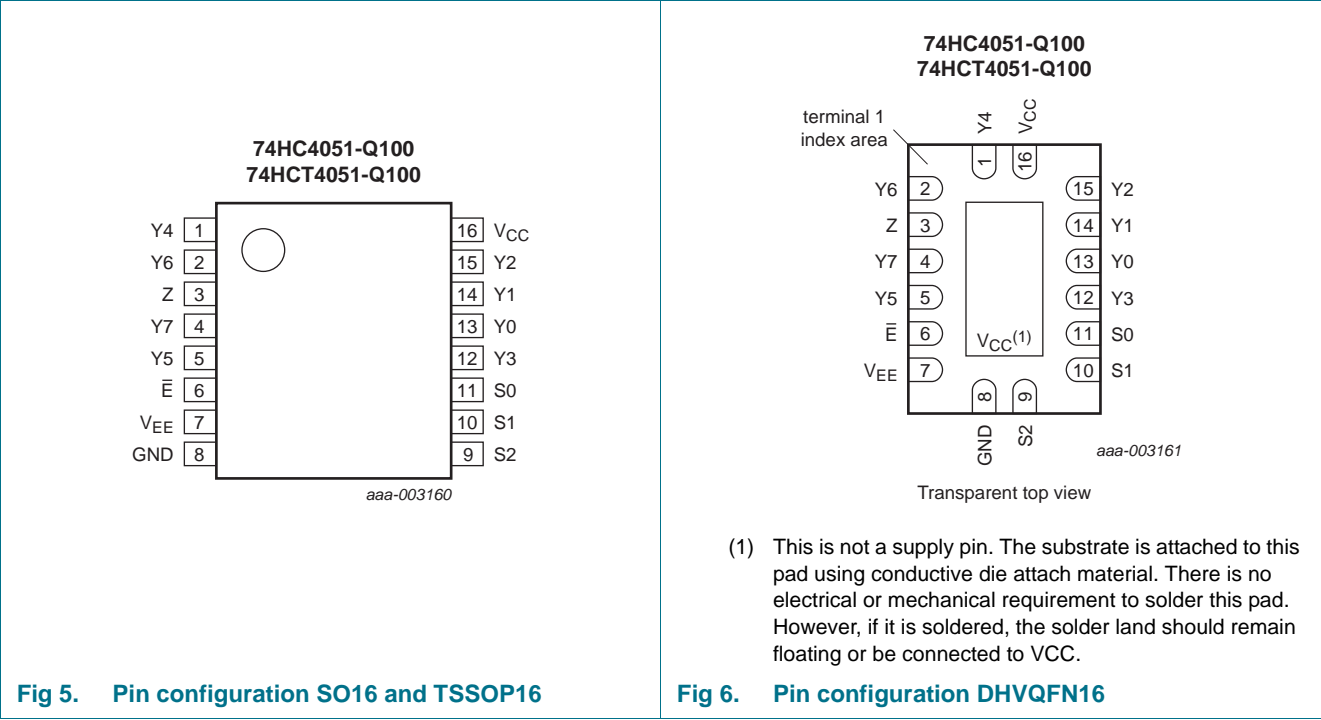 74HC4051-Q100
74HCT4051-Q100
Y4 1
Y6 2
Z 3
Y7 4
Y5 5
E̅ 6
VEE 7
GND 8
16 VCC
15 Y2
14 Y1
13 Y0
12 Y3
11 S0
10 S1
9 S2
aaa-003160
Fig 5. Pin configuration SO16 and TSSOP16
74HC4051-Q100
74HCT4051-Q100
terminal 1
index area
Y4
VCC
1
16
Y6 2
Z 3
Y7 4
Y5 5
E̅ 6
VEE 7
15 Y2
14 Y1
13 Y0
12 Y3
11 S0
10 S1
VCC(1)
8
9
GND
S2
aaa-003161
Transparent top view
(1) This is not a supply pin. The substrate is attached to this
pad using conductive die attach material. There is no
electrical or mechanical requirement to solder this pad.
However, if it is soldered, the solder land should remain
floating or be connected to VCC.
Fig 6. Pin configuration DHVQFN16